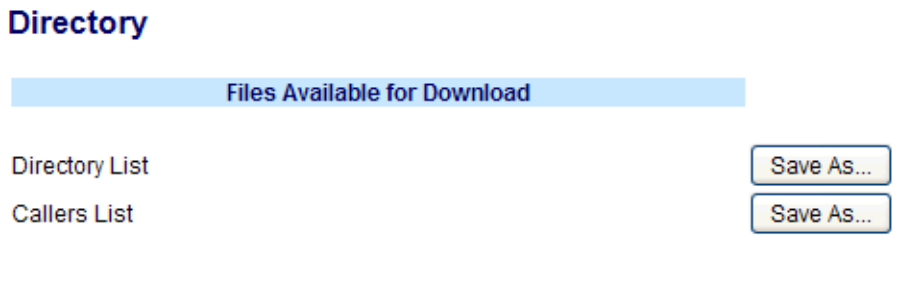 Directory
Files Available for Download
Directory List Save As...
Callers List Save As...